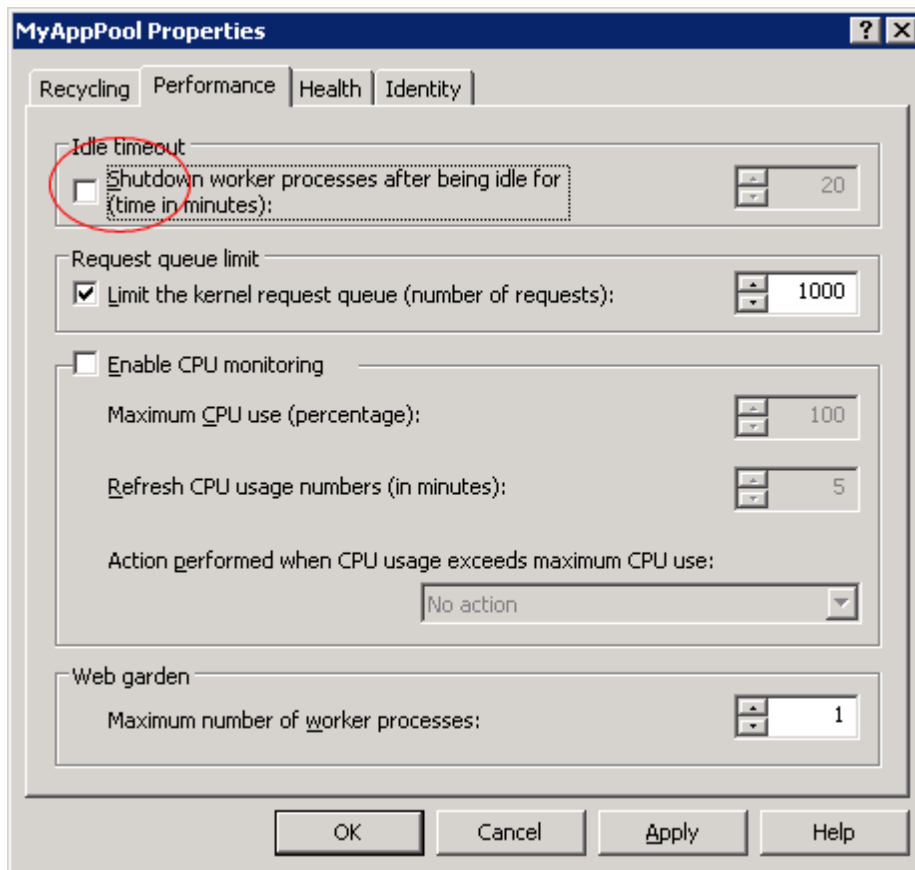 MyAppPool Properties
Recycling Performance Health Identity
Idle timeout
Shutdown worker processes after being idle for
(time in minutes):
20
Request queue limit
Limit the kernel request queue (number of requests):
1000
Enable CPU monitoring
Maximum CPU use (percentage):
100
Refresh CPU usage numbers (in minutes):
5
Action performed when CPU usage exceeds maximum CPU use:
No action
Web garden
Maximum number of worker processes:
1
OK Cancel Apply Help